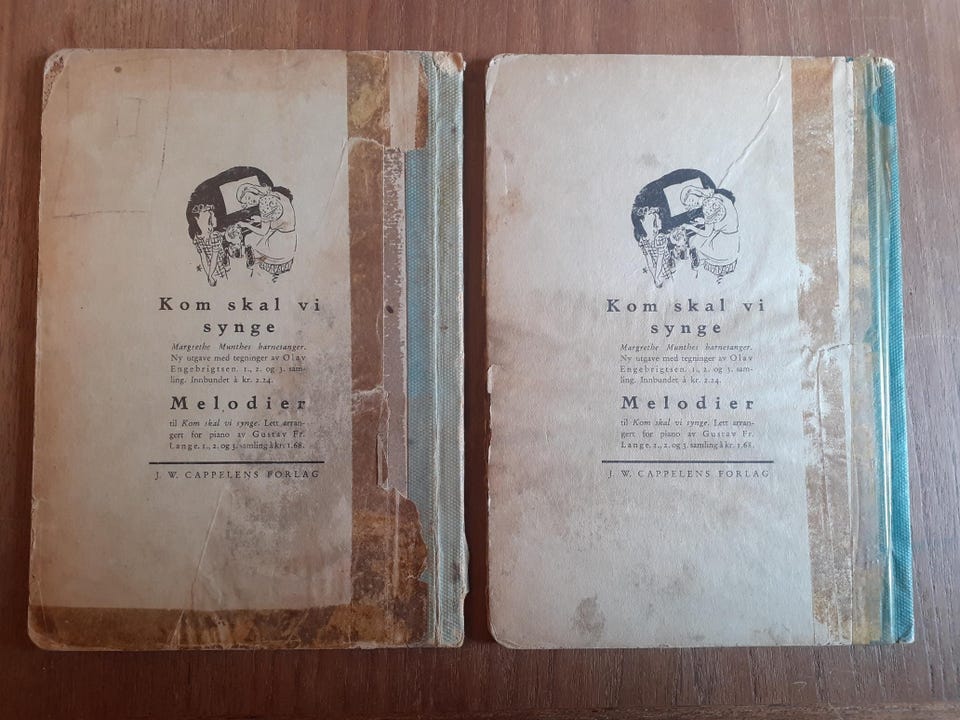 Kom skal vi
synge
Margrethe Munthes barnesanger.
Ny utgave med tegninger av Olav
Engebrigtsen. 1., 2. og 3. sam-
ling. Innbundet à kr. 2.24.
Melodier
til Kom skal vi synge. Lett arran-
gert for piano av Gustav Fr.
Lange. 1., 2. og 3. samling à kr. 1.68.
J. W. CAPPELENS FORLAG
Kom skal vi
synge
Margrethe Munthes barnesanger.
Ny utgave med tegninger av Olav
Engebrigtsen. 1., 2. og 3. sam-
ling. Innbundet à kr. 2.24.
Melodier
til Kom skal vi synge. Lett arran-
gert for piano av Gustav Fr.
Lange. 1., 2. og 3. samling à kr. 1.68.
J. W. CAPPELENS FORLAG